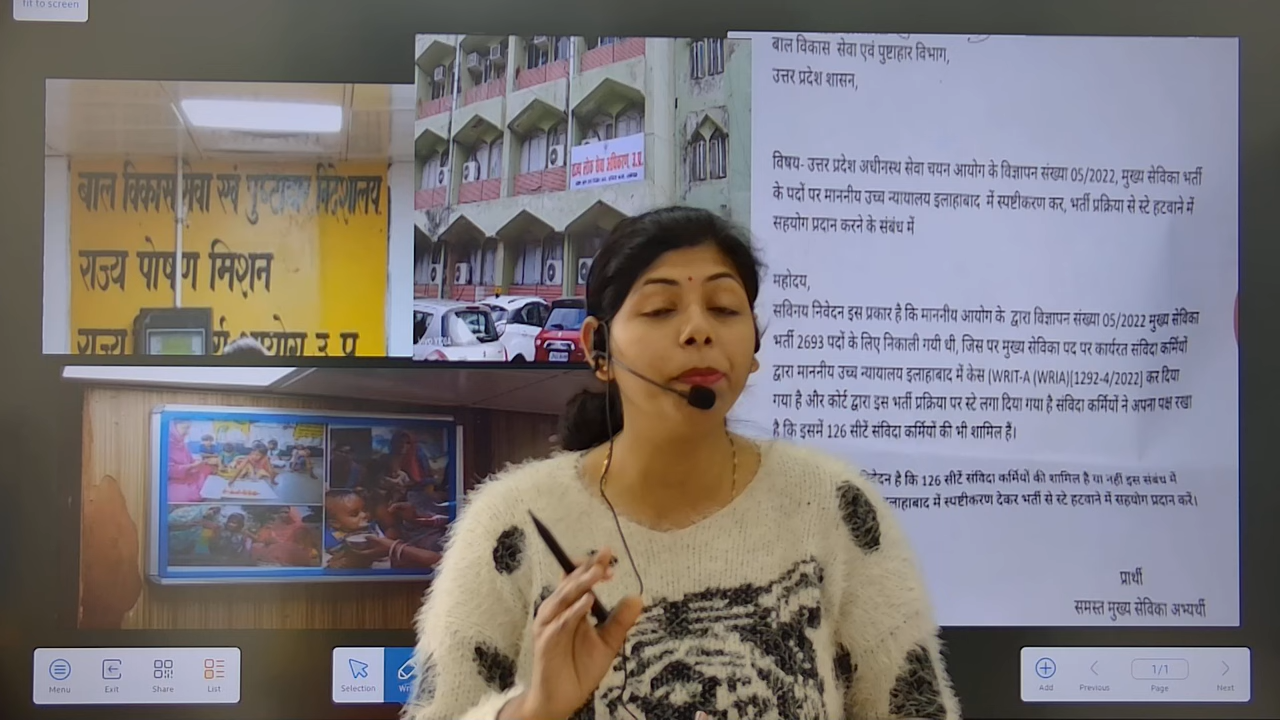 fit to screen
बाल विकास सेवा एवं पुष्टाहार निदेशालय
राज्य पोषण मिशन
राज्य
आयोग उ.प्र.
राज्य लोक सेवा अधिकरण, उ.प्र.
बाल विकास सेवा एवं पुष्टाहार विभाग,
उत्तर प्रदेश शासन,
विषय- उत्तर प्रदेश अधीनस्थ सेवा चयन आयोग के विज्ञापन संख्या 05/2022, मुख्य सेविका भर्ती
के पदों पर माननीय उच्च न्यायालय इलाहाबाद में स्पष्टीकरण कर, भर्ती प्रक्रिया से स्टे हटवाने में
सहयोग प्रदान करने के संबंध में
महोदय,
सविनय निवेदन इस प्रकार है कि माननीय आयोग के द्वारा विज्ञापन संख्या 05/2022 मुख्य सेविका
भर्ती 2693 पदों के लिए निकाली गयी थी, जिस पर मुख्य सेविका पद पर कार्यरत संविदा कर्मियों
द्वारा माननीय उच्च न्यायालय इलाहाबाद में केस (WRIT-A (WRIA)(1292-4/2022] कर दिया
गया है और कोर्ट द्वारा इस भर्ती प्रक्रिया पर स्टे लगा दिया गया है संविदा कर्मियों ने अपना पक्ष रखा
है कि इसमें 126 सीटें संविदा कर्मियों की भी शामिल हैं।
है कि 126 सीटें संविदा कर्मियों की शामिल है या नहीं इस संबंध में
में स्पष्टीकरण देकर भर्ती से स्टे हटवाने में सहयोग प्रदान करें।
प्रार्थी
समस्त मुख्य सेविका अभ्यर्थी
Menu Exit Share List Selection Add Previous 1/1 Page Next